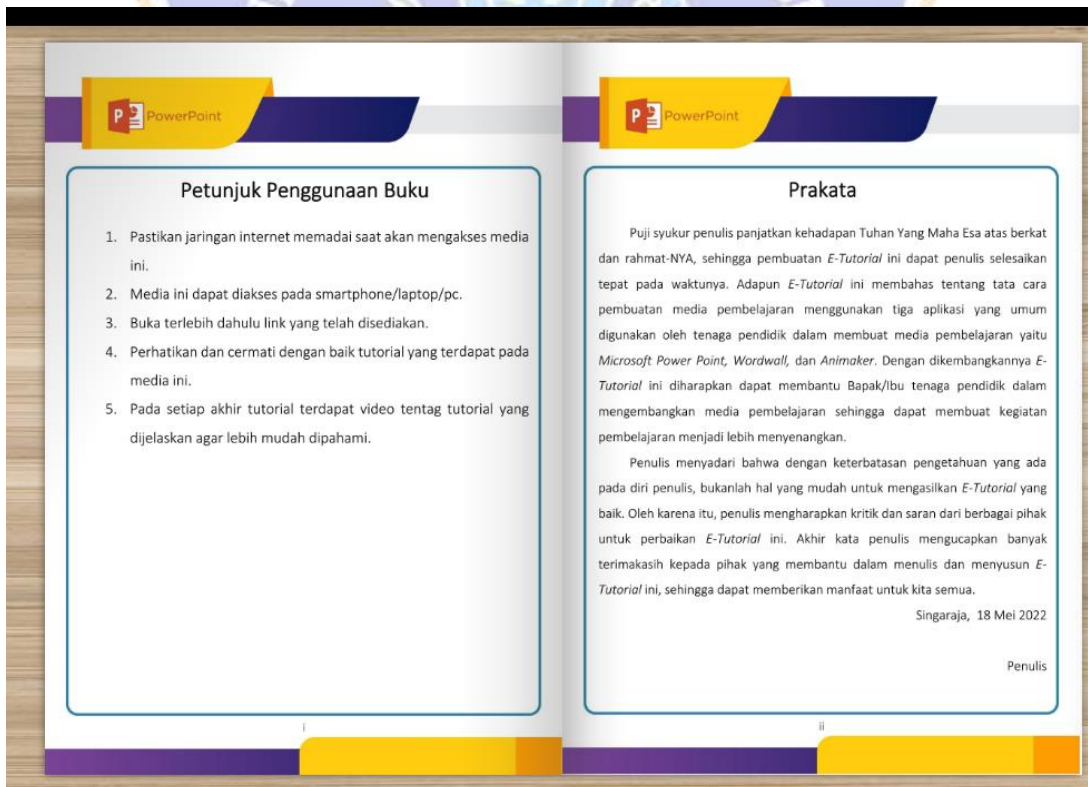 PowerPoint
Petunjuk Penggunaan Buku
1. Pastikan jaringan internet memadai saat akan mengakses media
ini.
2. Media ini dapat diakses pada smartphone/laptop/pc.
3. Buka terlebih dahulu link yang telah disediakan.
4. Perhatikan dan cermati dengan baik tutorial yang terdapat pada
media ini.
5. Pada setiap akhir tutorial terdapat video tentag tutorial yang
dijelaskan agar lebih mudah dipahami.
i
PowerPoint
Prakata
Puji syukur penulis panjatkan kehadapan Tuhan Yang Maha Esa atas berkat
dan rahmat-NYA, sehingga pembuatan E-Tutorial ini dapat penulis selesaikan
tepat pada waktunya. Adapun E-Tutorial ini membahas tentang tata cara
pembuatan media pembelajaran menggunakan tiga aplikasi yang umum
digunakan oleh tenaga pendidik dalam membuat media pembelajaran yaitu
Microsoft Power Point, Wordwall, dan Animaker. Dengan dikembangkannya E-
Tutorial ini diharapkan dapat membantu Bapak/Ibu tenaga pendidik dalam
mengembangkan media pembelajaran sehingga dapat membuat kegiatan
pembelajaran menjadi lebih menyenangkan.
Penulis menyadari bahwa dengan keterbatasan pengetahuan yang ada
pada diri penulis, bukanlah hal yang mudah untuk mengasilkan E-Tutorial yang
baik. Oleh karena itu, penulis mengharapkan kritik dan saran dari berbagai pihak
untuk perbaikan E-Tutorial ini. Akhir kata penulis mengucapkan banyak
terimakasih kepada pihak yang membantu dalam menulis dan menyusun E-
Tutorial ini, sehingga dapat memberikan manfaat untuk kita semua.
Singaraja, 18 Mei 2022
Penulis
ii